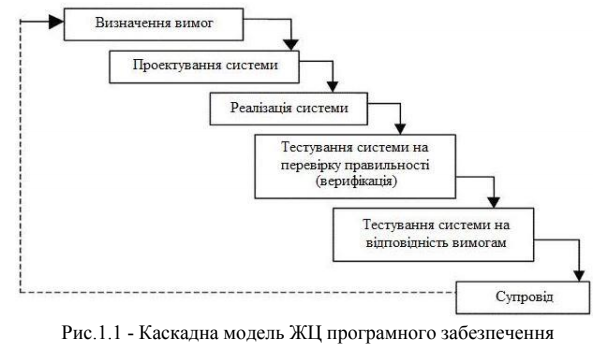 Визначення вимог
Проектування системи
Реалізація системи
Тестування системи на
перевірку правильності
(верифікація)
Тестування системи на
відповідність вимогам
Супровід
Рис.1.1 - Каскадна модель ЖЦ програмного забезпечення